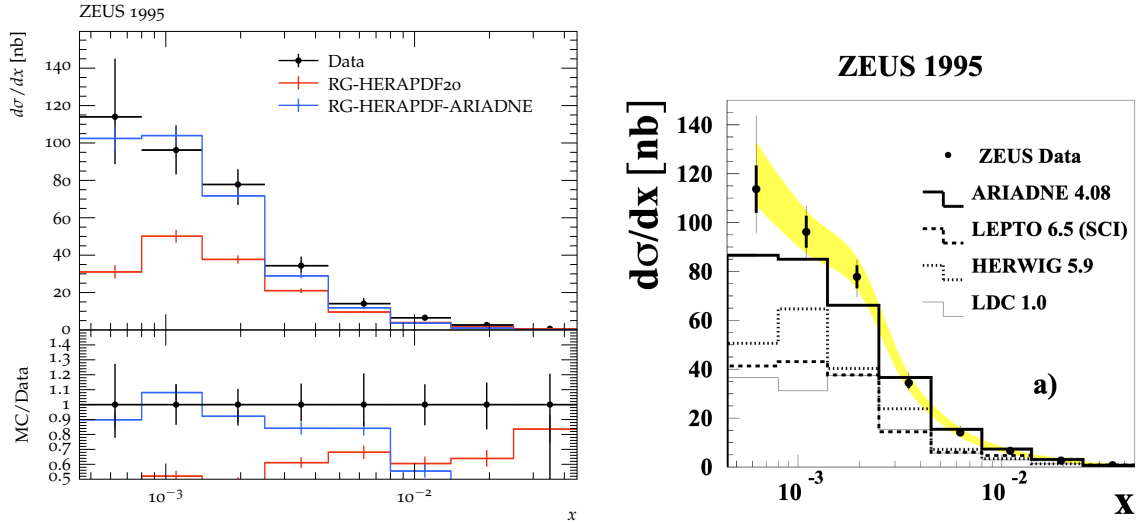 ZEUS 1995
dσ/dx [nb]
140
120
100
80
60
40
20
0
Data
RG-HERAPDF20
RG-HERAPDF-ARIADNE
MC/Data
1.4
1.3
1.2
1.1
1
0.9
0.8
0.7
0.6
0.5
10⁻³
10⁻²
x
ZEUS 1995
dσ/dx [nb]
140
120
100
80
60
40
20
0
ZEUS Data
ARIADNE 4.08
LEPTO 6.5 (SCI)
HERWIG 5.9
LDC 1.0
a)
10⁻³
10⁻²
x